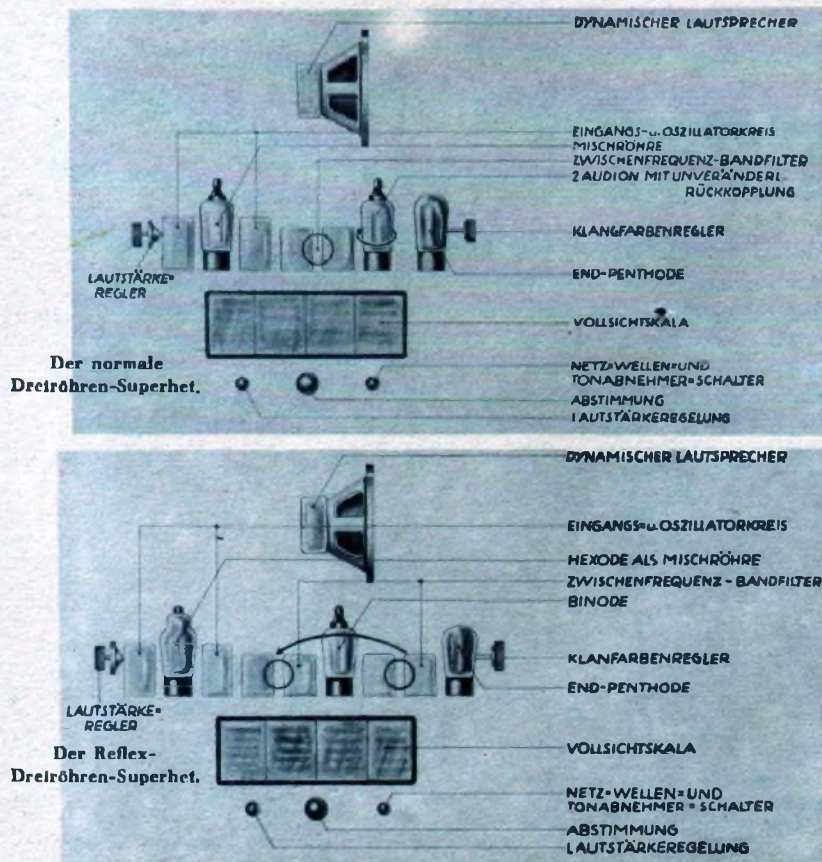 DYNAMISCHER LAUTSPRECHER
EINGANGS-u.OSZILLATORKREIS
MISCHRÖHRE
ZWISCHENFREQUENZ-BANDFILTER
2 AUDION MIT UNVERÄNDERL.
RÜCKKOPPLUNG
KLANGFARBENREGLER
LAUTSTÄRKE=
REGLER
END-PENTHODE
VOLLSICHTSKALA
Der normale
Dreiröhren-Superhet.
NETZ=WELLEN=UND
TONABNEHMER=SCHALTER
ABSTIMMUNG
LAUTSTÄRKEREGELUNG
DYNAMISCHER LAUTSPRECHER
EINGANGS=u.OSZILLATORKREIS
HEXODE ALS MISCHRÖHRE
ZWISCHENFREQUENZ-BANDFILTER
BINODE
KLANFARBENREGLER
END-PENTHODE
LAUTSTÄRKE=
REGLER
VOLLSICHTSKALA
Der Reflex-
Dreiröhren-Superhet.
NETZ=WELLEN=UND
TONABNEHMER=SCHALTER
ABSTIMMUNG
LAUTSTÄRKEREGELUNG